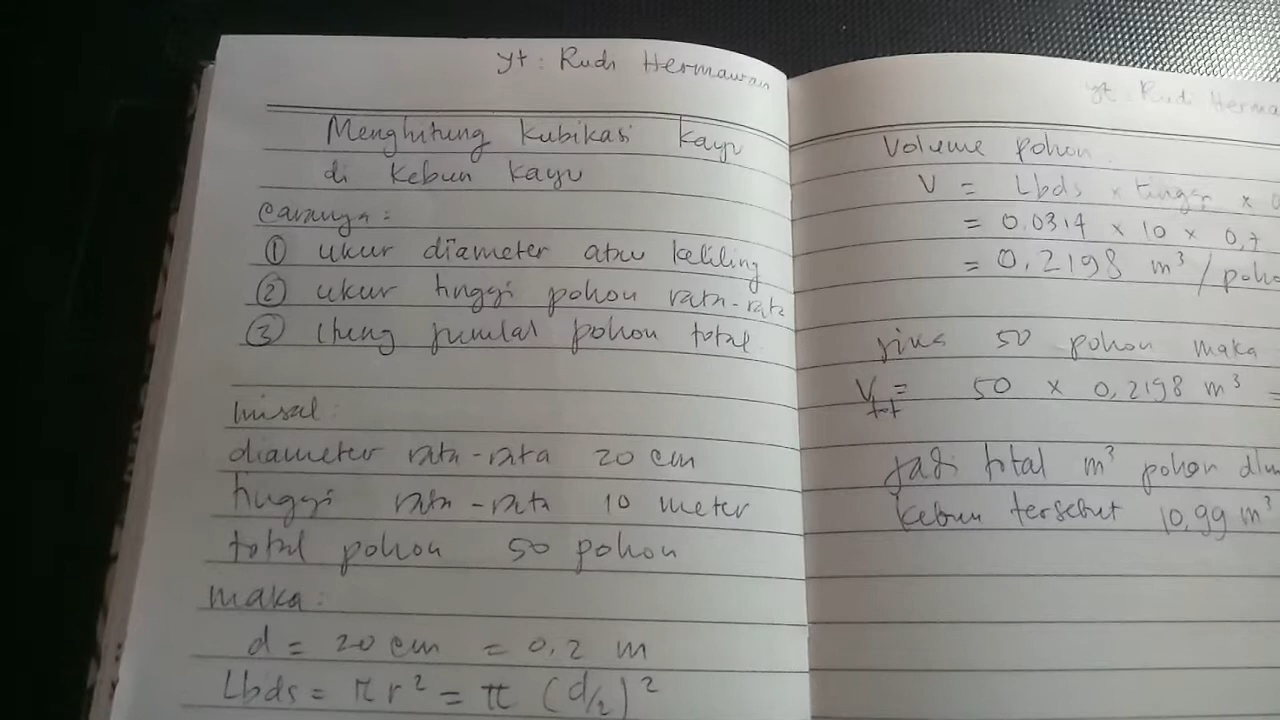 yt: Rudi Hermawan
Menghitung Kubikasi kayu
di kebun kayu
Caranya:
① ukur diameter atau keliling
② ukur tinggi pohon rata-rata
③ itung jumlah pohon total
misal:
diameter rata-rata 20 cm
tinggi rata-rata 10 meter
total pohon 50 pohon
maka:
d = 20 cm = 0,2 m
Lbds = π r² = π (d/2)²
yt: Rudi Herma
Volume pohon
V = Lbds × tinggi × 0
= 0.0314 × 10 × 0,7
= 0,2198 m³ / poho
jika 50 pohon maka
V tot = 50 × 0,2198 m³ =
Jadi total m³ pohon dlm
kebun tersebut 10,99 m³